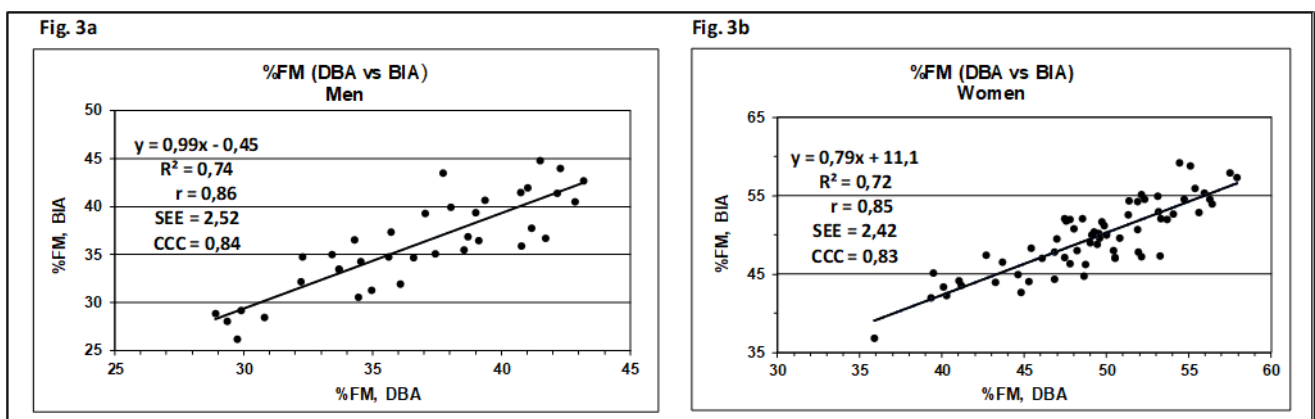 Fig. 3a
%FM (DBA vs BIA)
Men
y = 0,99x - 0,45
R² = 0,74
r = 0,86
SEE = 2,52
CCC = 0,84
%FM, BIA
50
45
40
35
30
25
25 30 35 40 45
%FM, DBA
Fig. 3b
%FM (DBA vs BIA)
Women
y = 0,79x + 11,1
R² = 0,72
r = 0,85
SEE = 2,42
CCC = 0,83
%FM, BIA
65
55
45
35
35 40 45 50 55 60
%FM, DBA